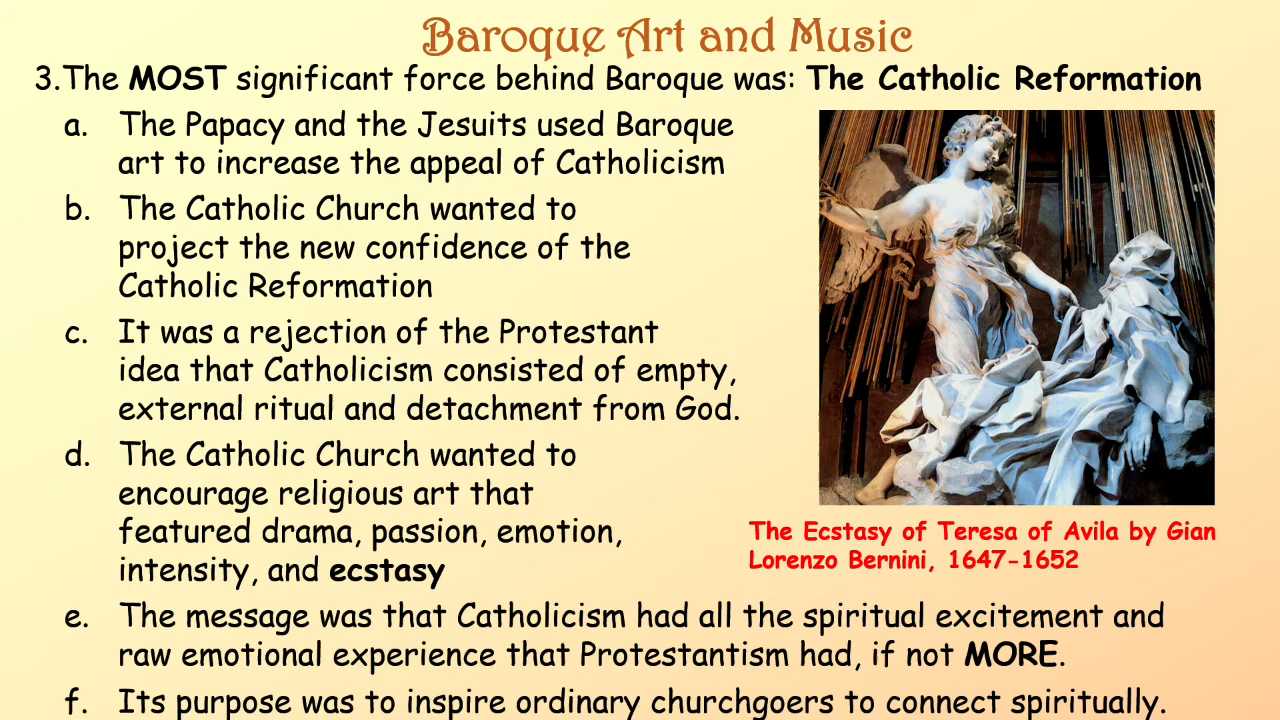 Baroque Art and Music
3.The MOST significant force behind Baroque was: The Catholic Reformation
a. The Papacy and the Jesuits used Baroque
art to increase the appeal of Catholicism
b. The Catholic Church wanted to
project the new confidence of the
Catholic Reformation
c. It was a rejection of the Protestant
idea that Catholicism consisted of empty,
external ritual and detachment from God.
d. The Catholic Church wanted to
encourage religious art that
featured drama, passion, emotion,
intensity, and ecstasy
The Ecstasy of Teresa of Avila by Gian
Lorenzo Bernini, 1647-1652
e. The message was that Catholicism had all the spiritual excitement and
raw emotional experience that Protestantism had, if not MORE.
f. Its purpose was to inspire ordinary churchgoers to connect spiritually.